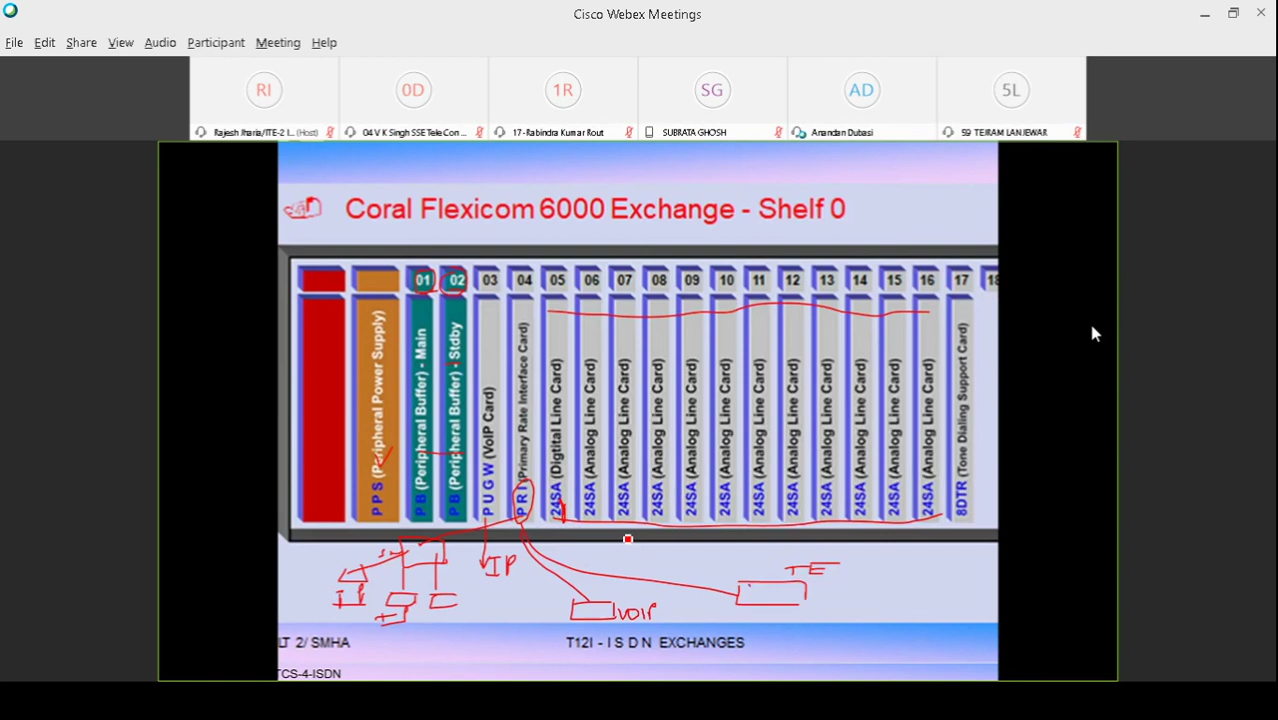 Cisco Webex Meetings
File Edit Share View Audio Participant Meeting Help
RI 0D 1R SG AD 5L
Rajesh Jharia/ITE-2 I... (Host) 04 V K Singh SSE Tele Con ... 17-Rabindra Kumar Rout SUBRATA GHOSH Anandan Dubasi 59 TEJRAM LANJEWAR
Coral Flexicom 6000 Exchange - Shelf 0
01 02 03 04 05 06 07 08 09 10 11 12 13 14 15 16 17 18
P P S (Peripheral Power Supply)
P B (Peripheral Buffer) - Main
P B (Peripheral Buffer) - Stdby
P U G W (VoIP Card)
P R I (Primary Rate Interface Card)
24SA (Digtital Line Card)
24SA (Analog Line Card)
24SA (Analog Line Card)
24SA (Analog Line Card)
24SA (Analog Line Card)
24SA (Analog Line Card)
24SA (Analog Line Card)
24SA (Analog Line Card)
24SA (Analog Line Card)
24SA (Analog Line Card)
24SA (Analog Line Card)
24SA (Analog Line Card)
8DTR (Tone Dialing Support Card)
IP
TE
VOIP
LT 2/ SMHA T12I - I S D N EXCHANGES
TCS-4-ISDN